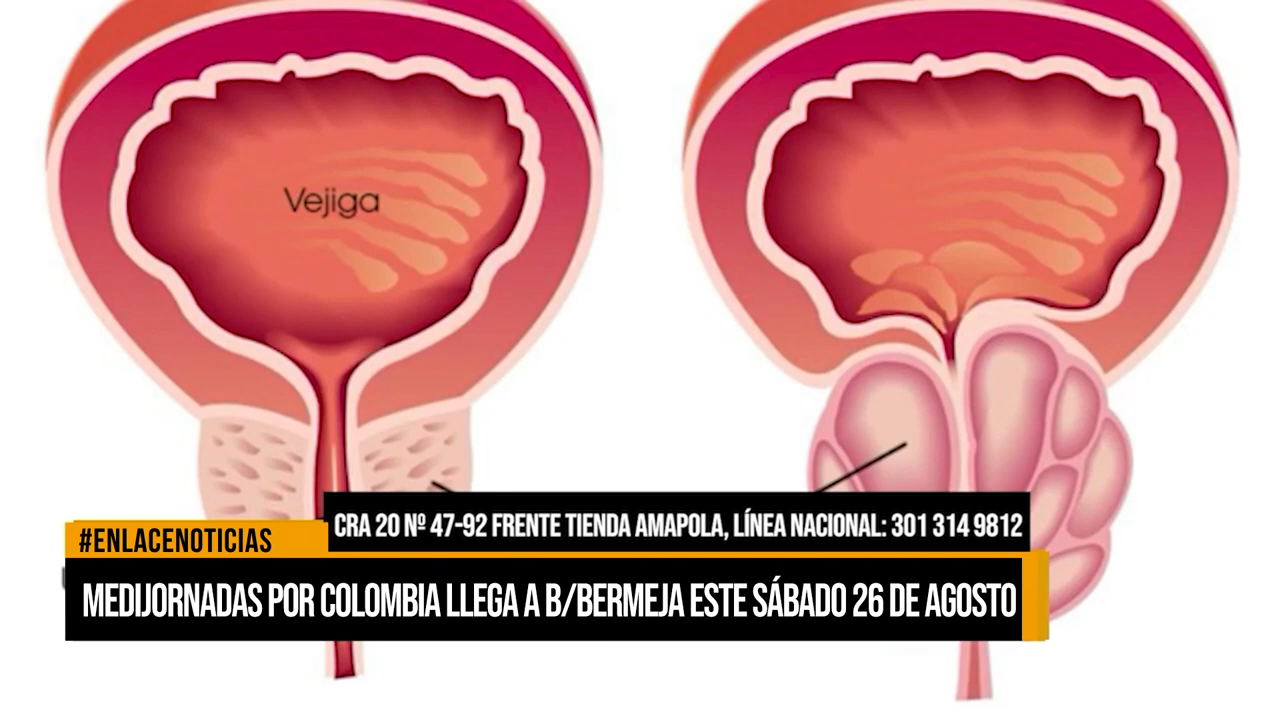 Vejiga
CRA 20 Nº 47-92 FRENTE TIENDA AMAPOLA, LÍNEA NACIONAL: 301 314 9812
#ENLACENOTICIAS
MEDIJORNADAS POR COLOMBIA LLEGA A B/BERMEJA ESTE SÁBADO 26 DE AGOSTO